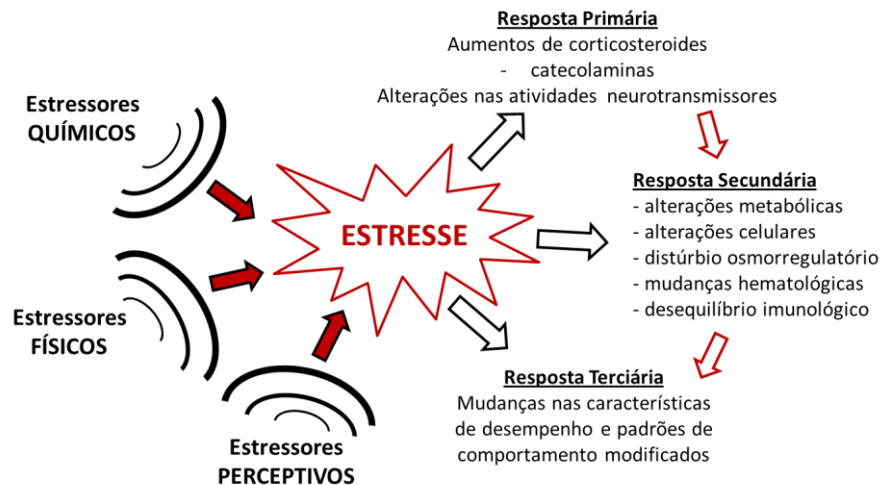 Estressores
QUÍMICOS
Estressores
FÍSICOS
Estressores
PERCEPTIVOS
ESTRESSE
Resposta Primária
Aumentos de corticosteroides
- catecolaminas
Alterações nas atividades neurotransmissores
Resposta Secundária
- alterações metabólicas
- alterações celulares
- distúrbio osmorregulatório
- mudanças hematológicas
- desequilíbrio imunológico
Resposta Terciária
Mudanças nas características
de desempenho e padrões de
comportamento modificados